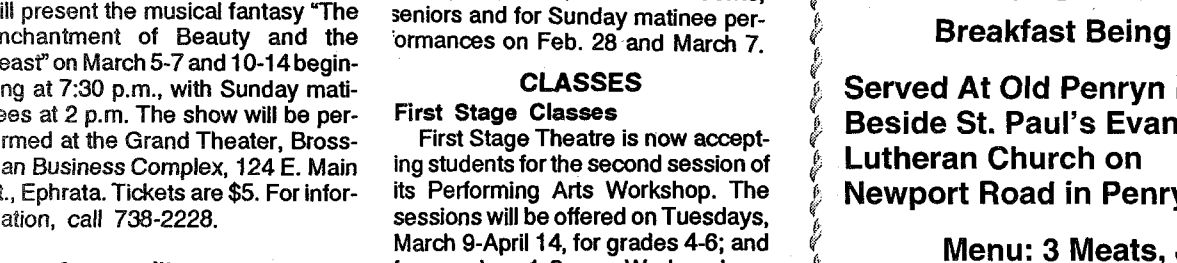 ill present the musical fantasy "The
nchantment of Beauty and the
east" on March 5-7 and 10-14 begin-
ng at 7:30 p.m., with Sunday mati-
ees at 2 p.m. The show will be per-
rmed at the Grand Theater, Bross-
an Business Complex, 124 E. Main
t., Ephrata. Tickets are $5. For infor-
ation, call 738-2228.
seniors and for Sunday matinee per-
ormances on Feb. 28 and March 7.
CLASSES
First Stage Classes
First Stage Theatre is now accept-
ing students for the second session of
its Performing Arts Workshop. The
sessions will be offered on Tuesdays,
March 9-April 14, for grades 4-6; and
Breakfast Being
Served At Old Penryn
Beside St. Paul's Evan
Lutheran Church on
Newport Road in Penry
Menu: 3 Meats,